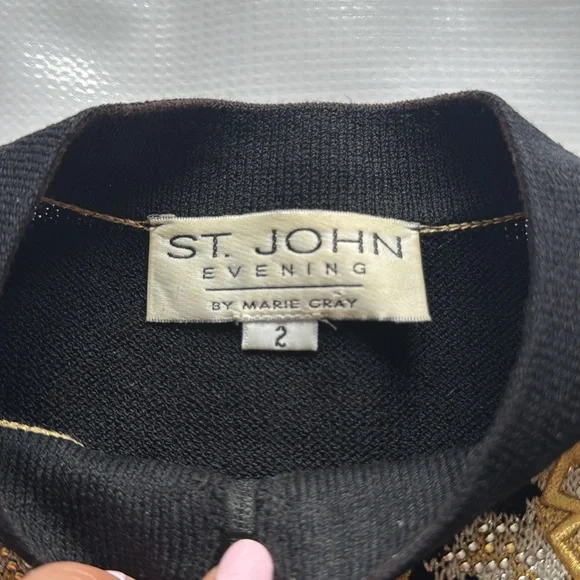 ST. JOHN
EVENING
BY MARIE GRAY
2